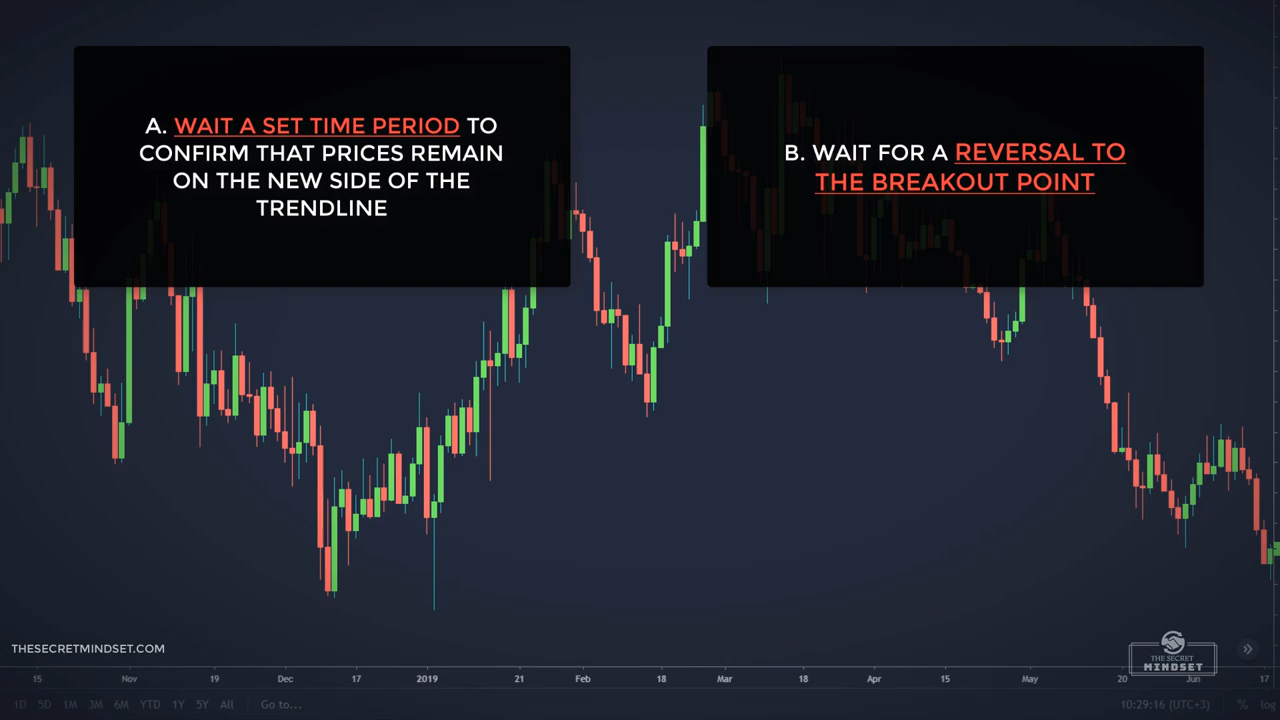 A. WAIT A SET TIME PERIOD TO
CONFIRM THAT PRICES REMAIN
ON THE NEW SIDE OF THE
TRENDLINE
B. WAIT FOR A REVERSAL TO
THE BREAKOUT POINT
THESECRETMINDSET.COM
THE SECRET
MINDSET
15 Nov 19 Dec 17 2019 21 Feb 18 Mar 18 Apr 15 May 20 Jun 17
1D 5D 1M 3M 6M YTD 1Y 5Y All Go to... 10:29:16 (UTC+3) % log